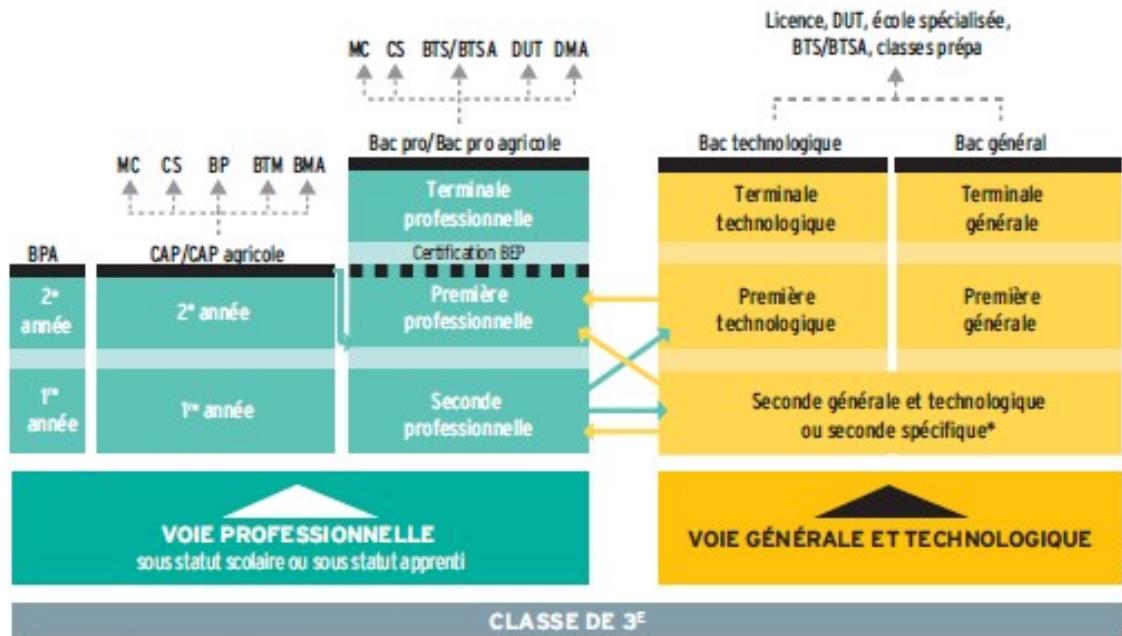 Licence, DUT, école spécialisée,
BTS/BTSA, classes prépa
MC CS BTS/BTSA DUT DMA
Bac pro/Bac pro agricole
Bac technologique
Bac général
MC CS BP BTM BMA
Terminale
professionnelle
Terminale
technologique
Terminale
générale
BPA
CAP/CAP agricole
Certification BEP
2e
année
2e année
Première
professionnelle
Première
technologique
Première
générale
1re
année
1re année
Seconde
professionnelle
Seconde générale et technologique
ou seconde spécifique*
VOIE PROFESSIONNELLE
sous statut scolaire ou sous statut apprenti
VOIE GÉNÉRALE ET TECHNOLOGIQUE
CLASSE DE 3E